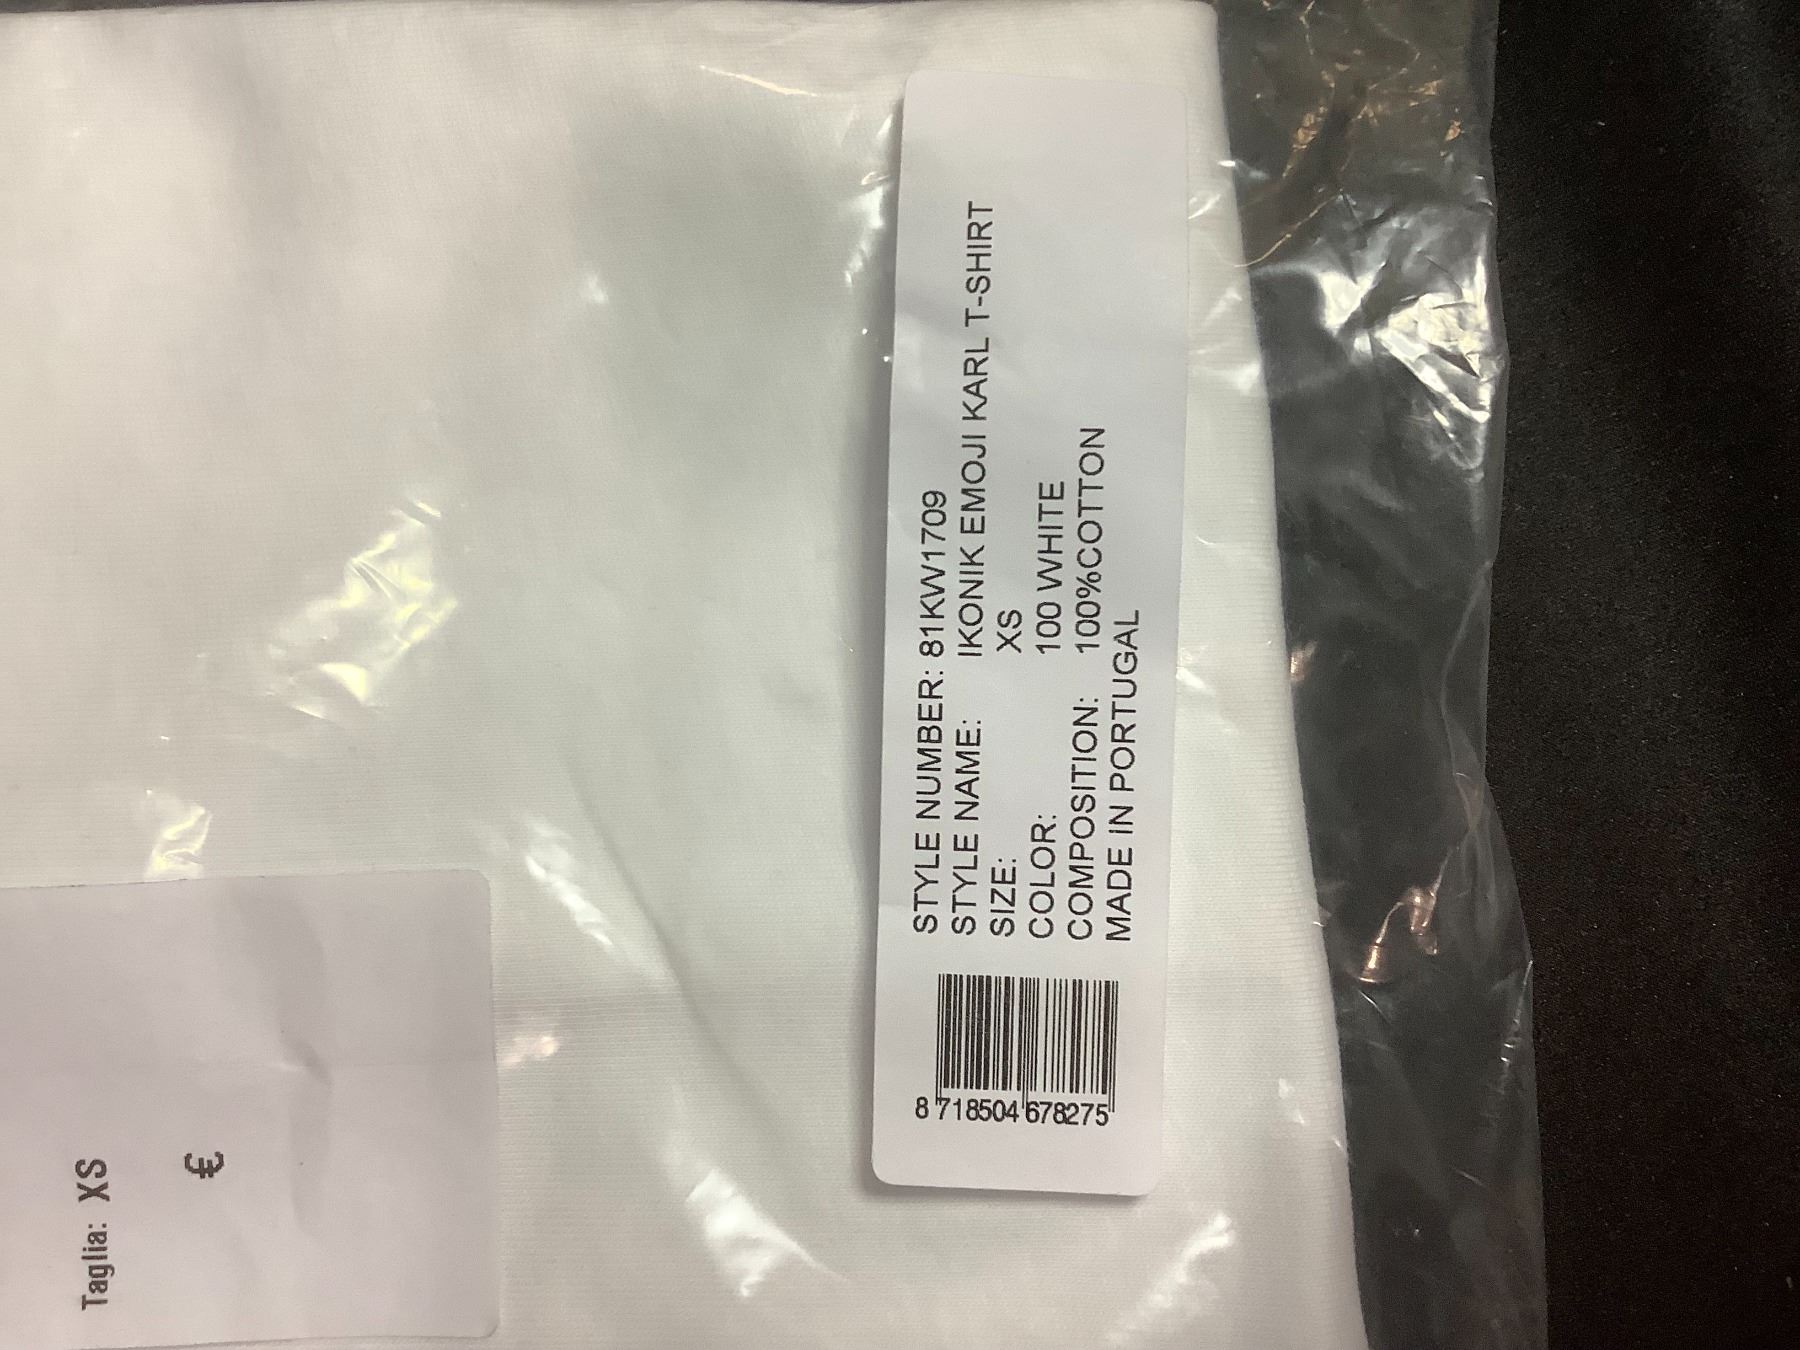 STYLE NUMBER: 81KW1709
STYLE NAME: IKONIK EMOJI KARL T-SHIRT
SIZE: XS
COLOR: 100 WHITE
COMPOSITION: 100%COTTON
MADE IN PORTUGAL
8 718504 678275
Taglia: XS
€